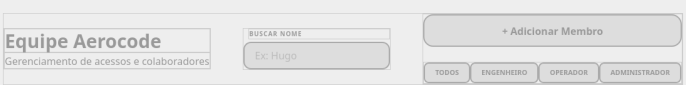 Equipe Aerocode
Gerenciamento de acessos e colaboradores
BUSCAR NOME
Ex: Hugo
+ Adicionar Membro
TODOS
ENGENHEIRO
OPERADOR
ADMINISTRADOR